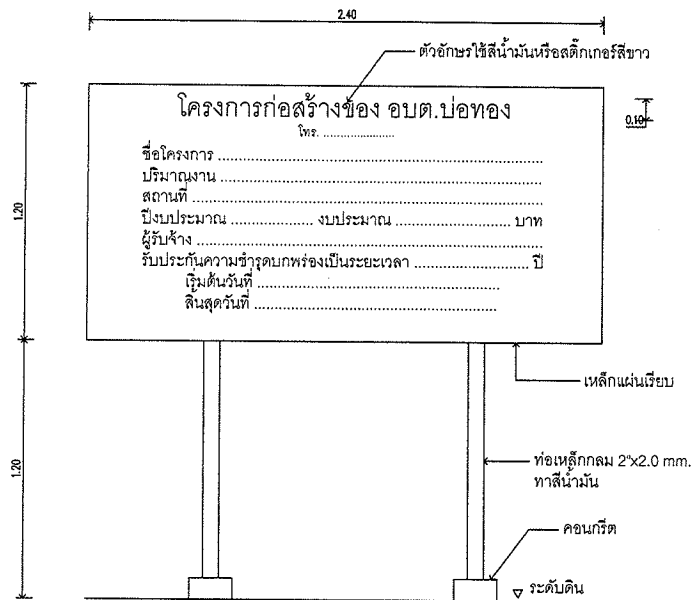 2.40
ตัวอักษรใช้สีน้ำมันหรือสติ๊กเกอร์สีขาว
โครงการก่อสร้างของ อบต.บ่อทอง
0.10
โทร. ......................
ชื่อโครงการ ....................................................................................
ปริมาณงาน ....................................................................................
สถานที่ ....................................................................................
1.20
ปีงบประมาณ .................... งบประมาณ ............................ บาท
ผู้รับจ้าง ....................................................................................
รับประกันความชำรุดบกพร่องเป็นระยะเวลา ............................ ปี
เริ่มต้นวันที่ ............................................................
สิ้นสุดวันที่ ............................................................
เหล็กแผ่นเรียบ
1.20
ท่อเหล็กกลม 2"x2.0 mm.
ทาสีน้ำมัน
คอนกรีต
ระดับดิน